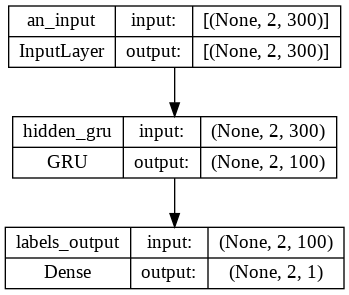 an_input input: [(None, 2, 300)]
InputLayer output: [(None, 2, 300)]
hidden_gru input: (None, 2, 300)
GRU output: (None, 2, 100)
labels_output input: (None, 2, 100)
Dense output: (None, 2, 1)